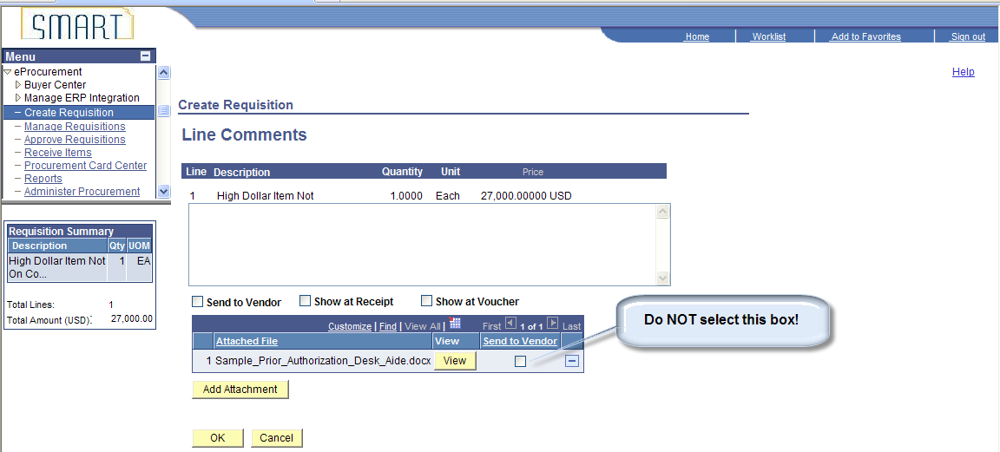 SMART
Home Worklist Add to Favorites Sign out
Menu
eProcurement
Buyer Center
Manage ERP Integration
Create Requisition
Manage Requisitions
Approve Requisitions
Receive Items
Procurement Card Center
Reports
Administer Procurement
Requisition Summary
Description Qty UOM
High Dollar Item Not 1 EA
On Co...
Total Lines: 1
Total Amount (USD): 27,000.00
Help
Create Requisition
Line Comments
Line Description Quantity Unit Price
1 High Dollar Item Not 1.0000 Each 27,000.00000 USD
Send to Vendor Show at Receipt Show at Voucher
Customize | Find | View All | First 1 of 1 Last
Attached File View Send to Vendor
1 Sample_Prior_Authorization_Desk_Aide.docx View
Do NOT select this box!
Add Attachment
OK Cancel